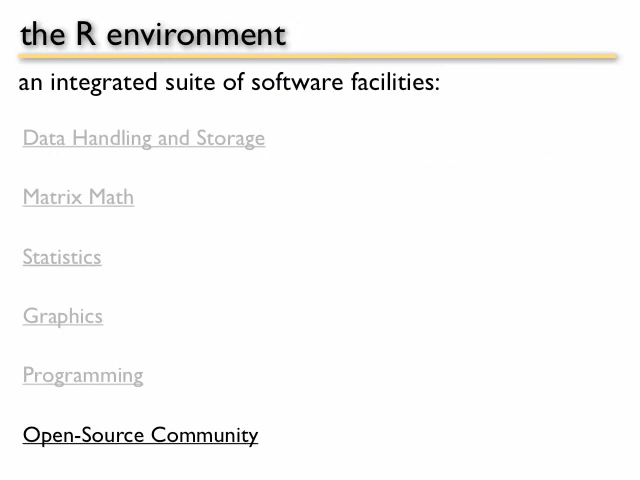 the R environment
an integrated suite of software facilities:
Data Handling and Storage
Matrix Math
Statistics
Graphics
Programming
Open-Source Community